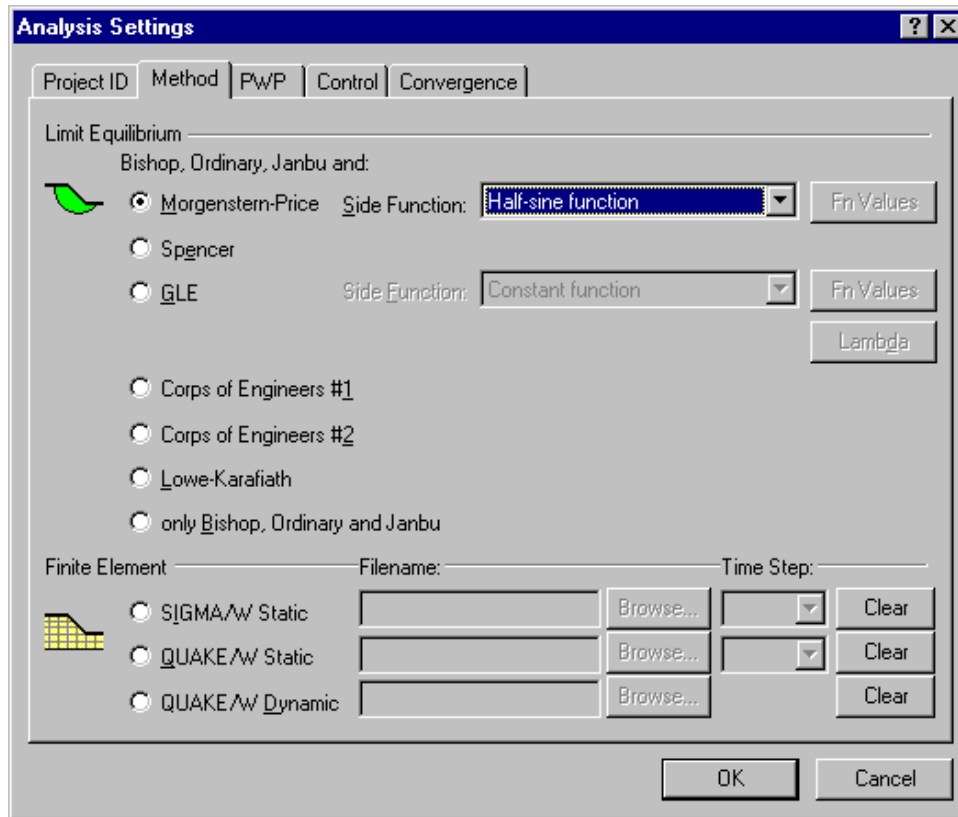 Analysis Settings ? ×
Project ID Method PWP Control Convergence
Limit Equilibrium
Bishop, Ordinary, Janbu and:
Morgenstern-Price Side Function: Half-sine function Fn Values
Spencer
GLE Side Function: Constant function Fn Values
Lambda
Corps of Engineers #1
Corps of Engineers #2
Lowe-Karafiath
only Bishop, Ordinary and Janbu
Finite Element Filename: Time Step:
SIGMA/W Static Browse... Clear
QUAKE/W Static Browse... Clear
QUAKE/W Dynamic Browse... Clear
OK Cancel